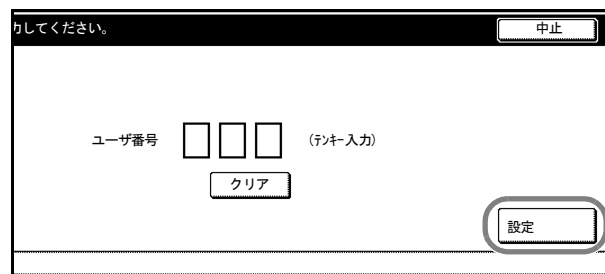 力してください。
中止
ユーザ番号
(ﾃﾝｷｰ入力)
クリア
設定